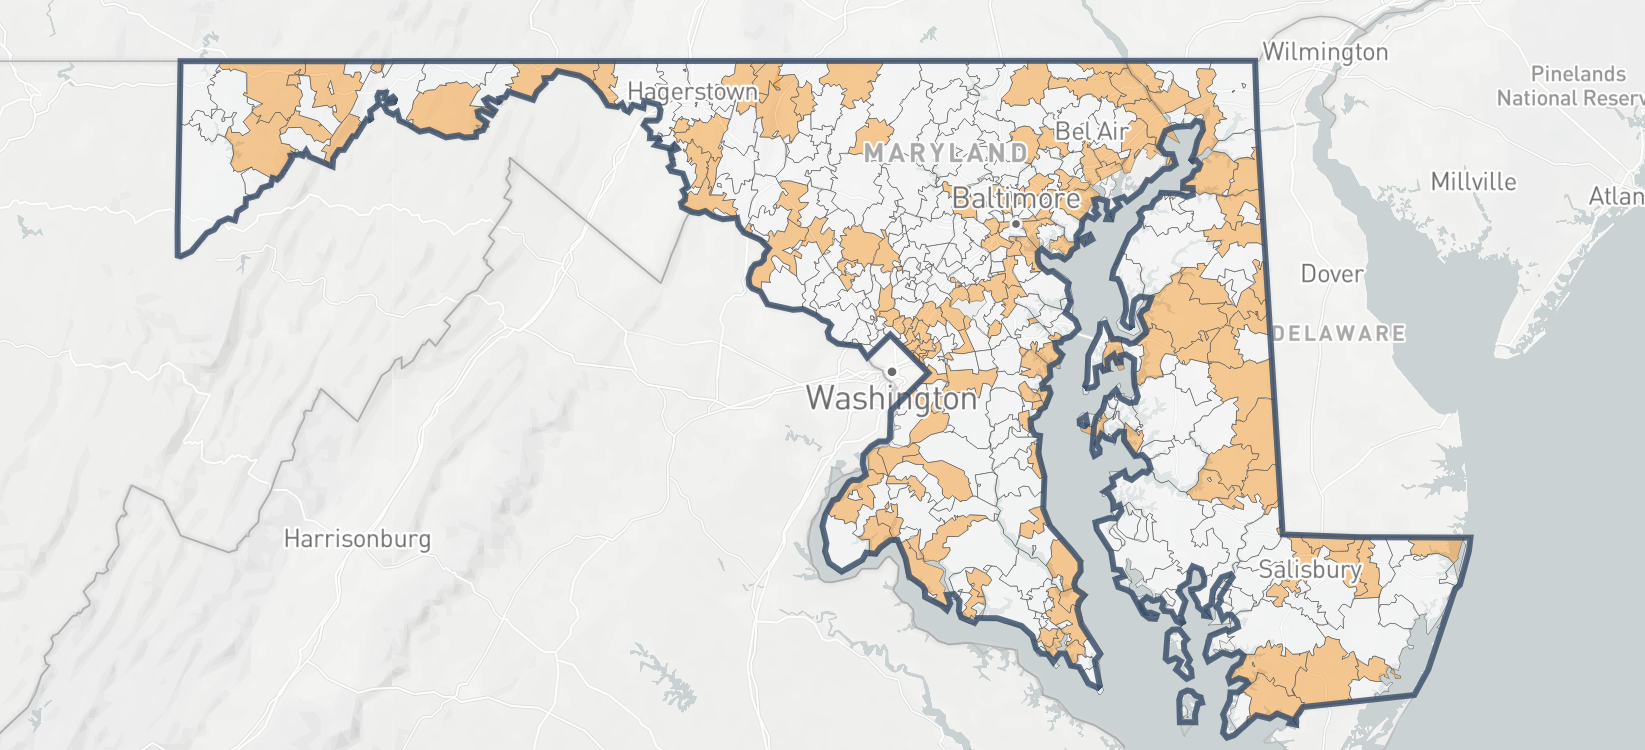 Wilmington
Pinelands
National Reserv
Hagerstown
Bel Air
MARYLAND
Baltimore
Millville
Atlan
Dover
DELAWARE
Washington
Harrisonburg
Salisbury